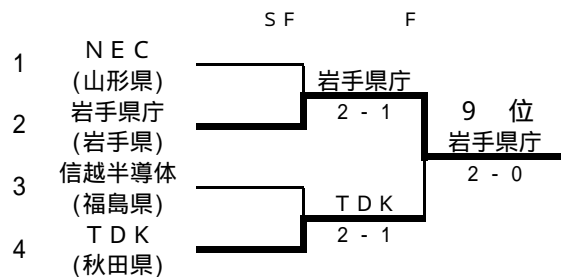 ＳＦ Ｆ
1 ＮＥＣ
(山形県)
岩手県庁
2 - 1
2 岩手県庁
(岩手県)
９ 位
岩手県庁
2 - 0
3 信越半導体
(福島県)
ＴＤＫ
2 - 1
4 ＴＤＫ
(秋田県)